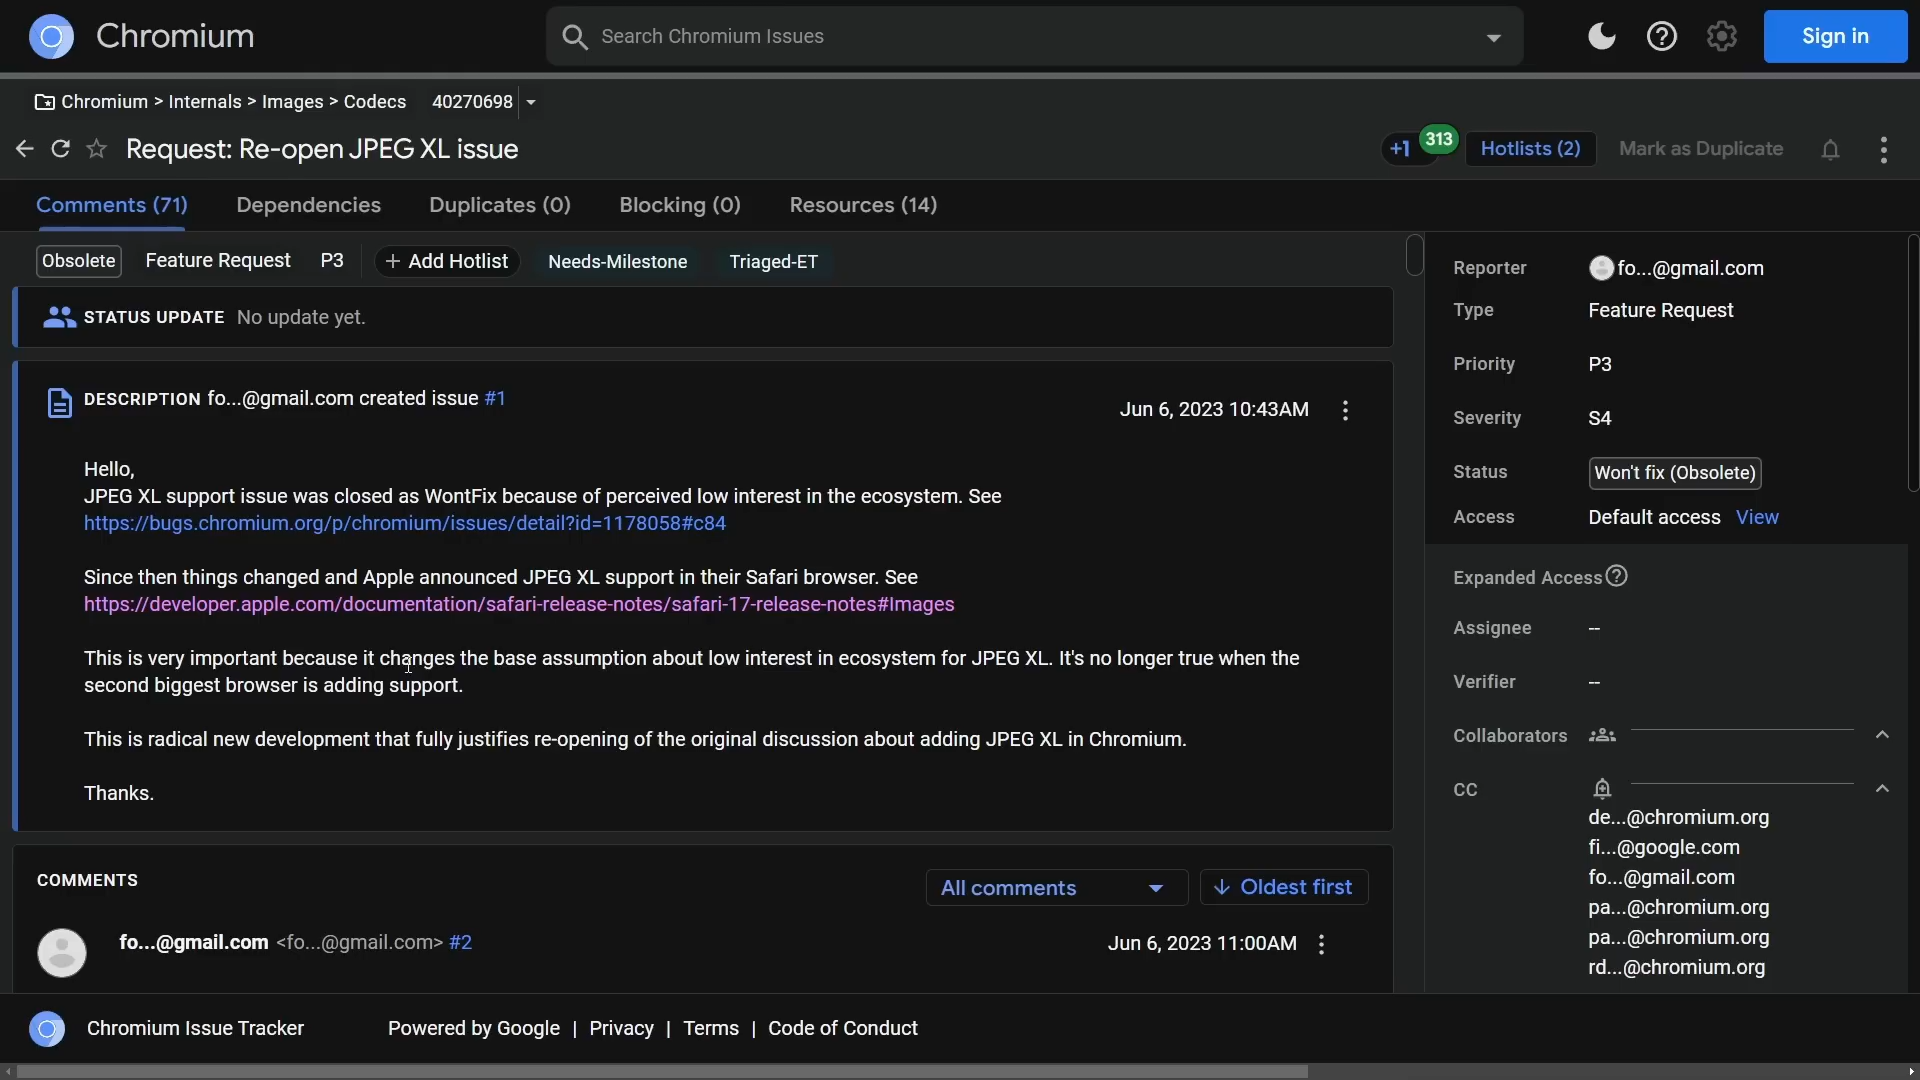 Chromium
Search Chromium Issues
Sign in
Chromium > Internals > Images > Codecs 40270698
Request: Re-open JPEG XL issue
+1 313 Hotlists (2) Mark as Duplicate
Comments (71) Dependencies Duplicates (0) Blocking (0) Resources (14)
Obsolete Feature Request P3 + Add Hotlist Needs-Milestone Triaged-ET
STATUS UPDATE No update yet.
DESCRIPTION fo...@gmail.com created issue #1
Jun 6, 2023 10:43AM
Hello,
JPEG XL support issue was closed as WontFix because of perceived low interest in the ecosystem. See
https://bugs.chromium.org/p/chromium/issues/detail?id=1178058#c84
Since then things changed and Apple announced JPEG XL support in their Safari browser. See
https://developer.apple.com/documentation/safari-release-notes/safari-17-release-notes#Images
This is very important because it changes the base assumption about low interest in ecosystem for JPEG XL. It's no longer true when the
second biggest browser is adding support.
This is radical new development that fully justifies re-opening of the original discussion about adding JPEG XL in Chromium.
Thanks.
COMMENTS
All comments
Oldest first
fo...@gmail.com <fo...@gmail.com> #2
Jun 6, 2023 11:00AM
Reporter fo...@gmail.com
Type Feature Request
Priority P3
Severity S4
Status Won't fix (Obsolete)
Access Default access View
Expanded Access
Assignee --
Verifier --
Collaborators
CC
de...@chromium.org
fi...@google.com
fo...@gmail.com
pa...@chromium.org
pa...@chromium.org
rd...@chromium.org
Chromium Issue Tracker Powered by Google | Privacy | Terms | Code of Conduct